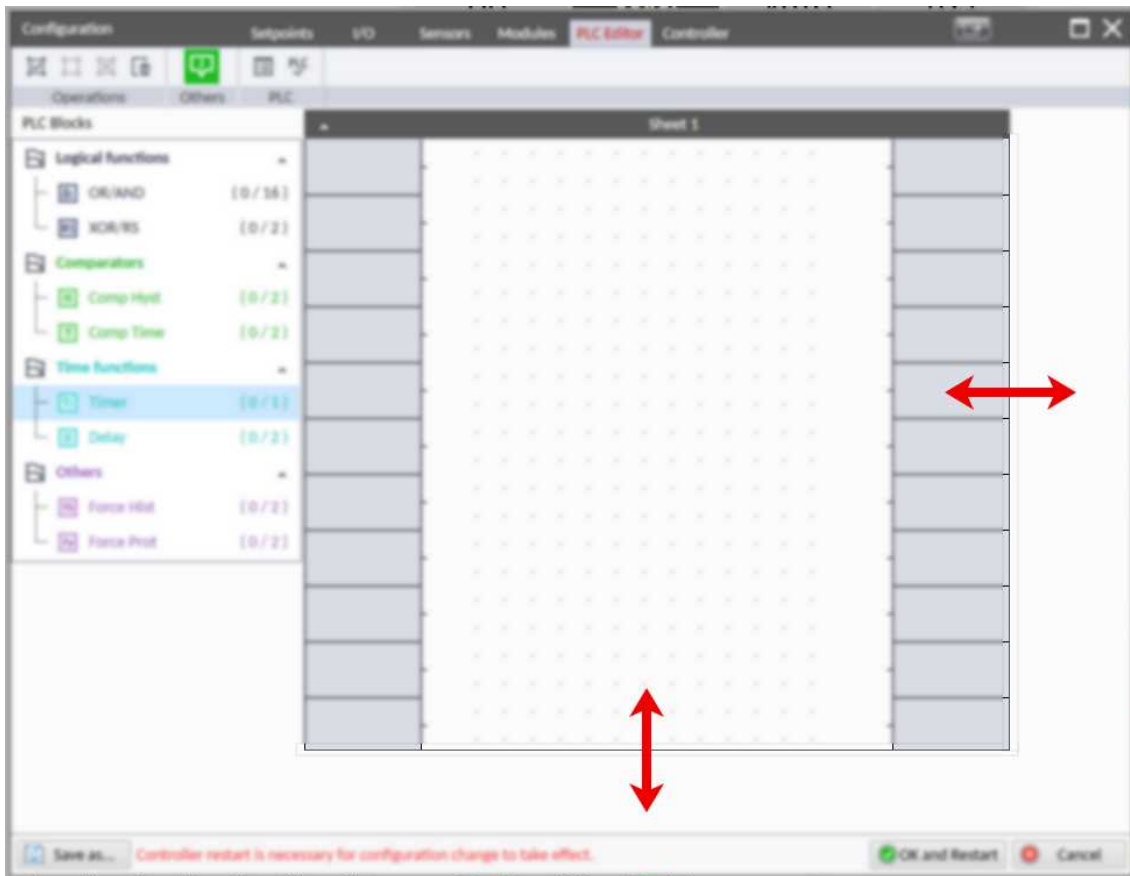 Configuration
Setpoints I/O Sensors Modules PLC Editor Controller
Operations Others PLC
PLC Blocks
Sheet 1
Logical functions
OR/AND [0/16]
XOR/RS [0/2]
Comparators
Comp Hyst [0/2]
Comp Time [0/2]
Time functions
Timer [0/1]
Delay [0/2]
Others
Force Hist [0/2]
Force Prot [0/2]
Save as... Controller restart is necessary for configuration change to take effect. OK and Restart Cancel